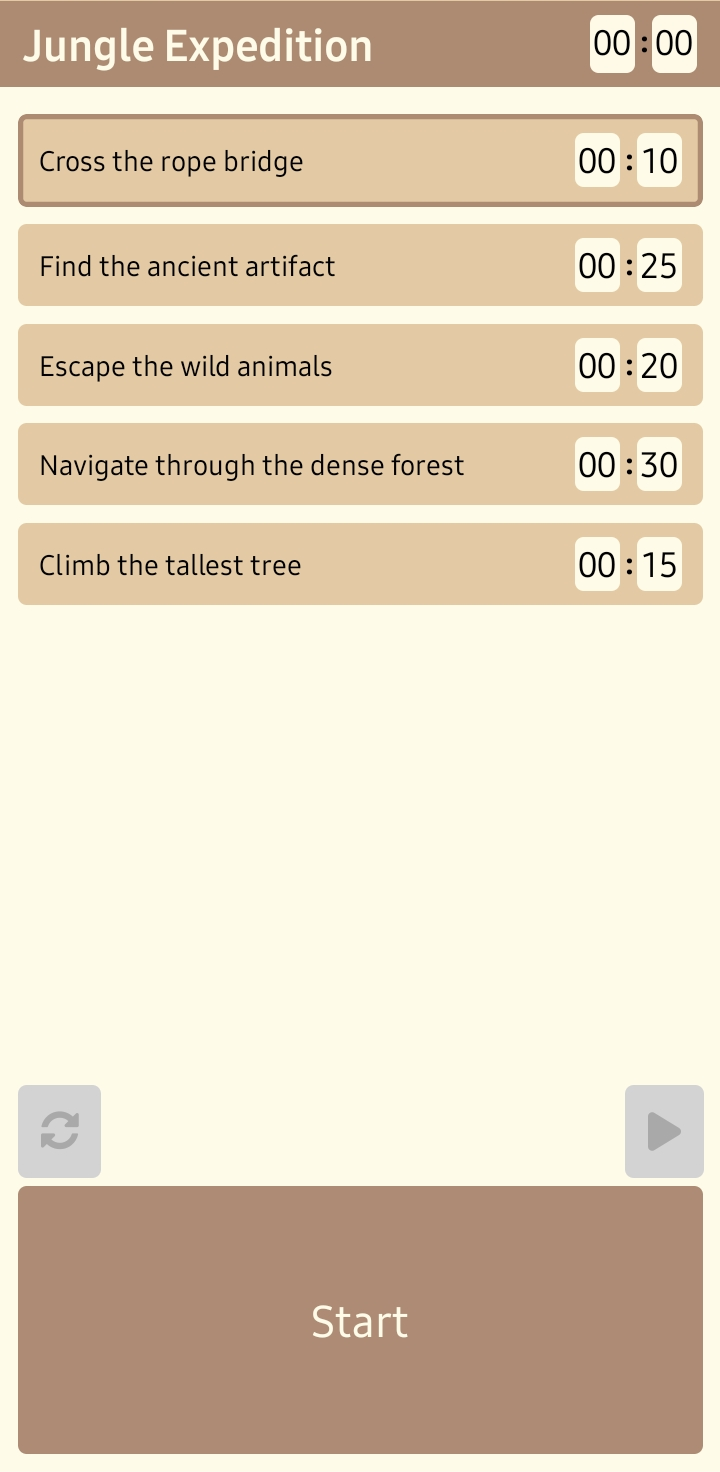 Jungle Expedition 00:00
Cross the rope bridge 00:10
Find the ancient artifact 00:25
Escape the wild animals 00:20
Navigate through the dense forest 00:30
Climb the tallest tree 00:15
Start